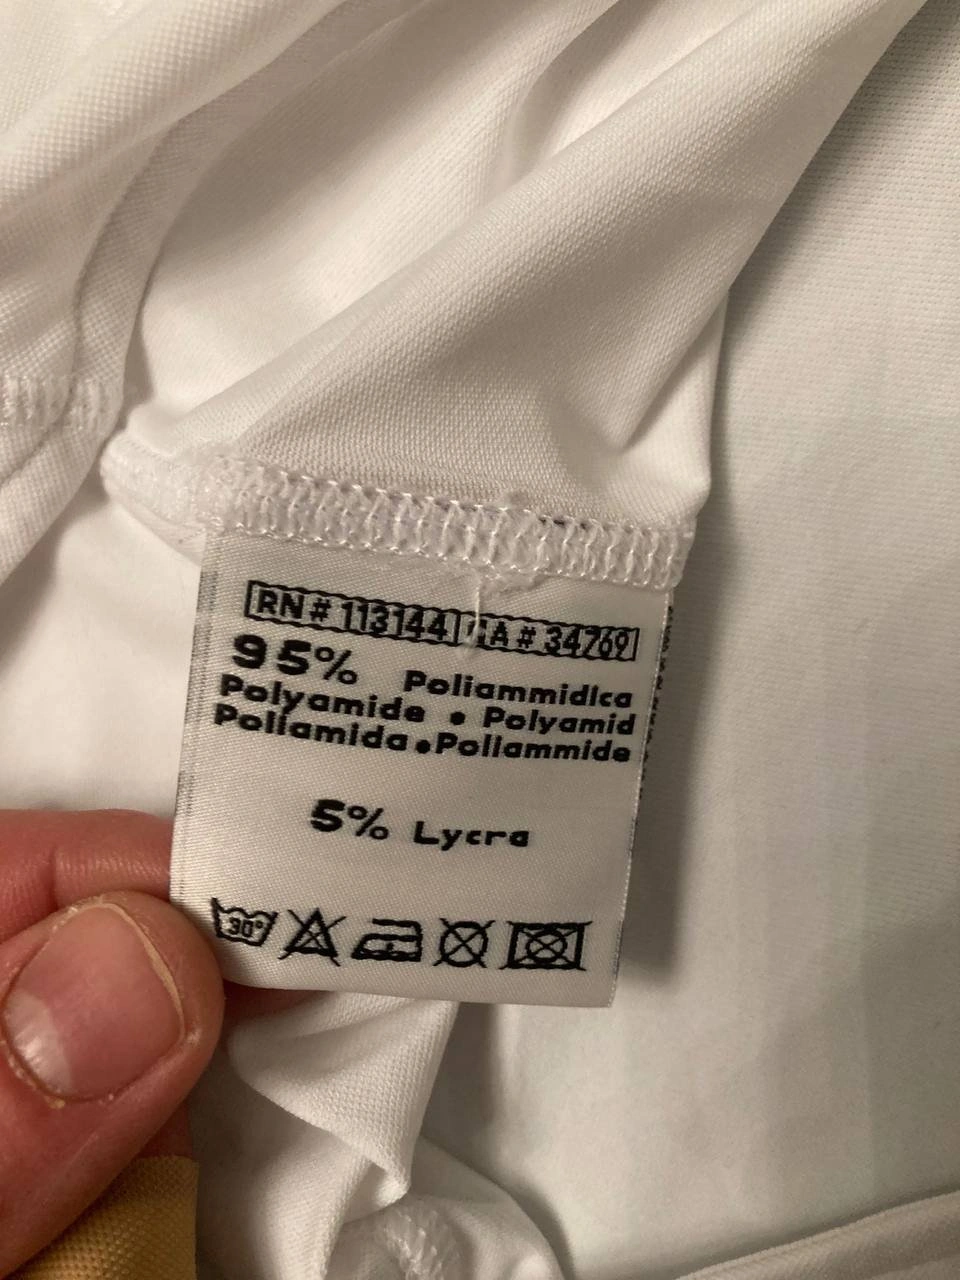 RN # 113144 CA # 34769
95% Poliammidica
Polyamide • Polyamid
Poliamida • Poliammide
5% Lycra
30°